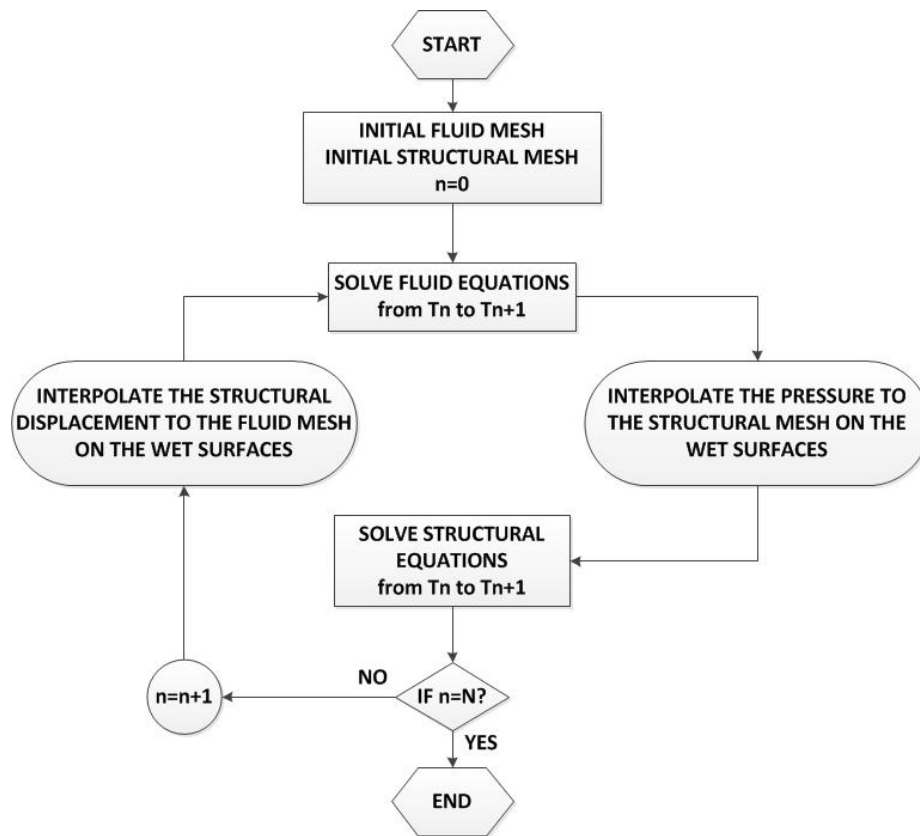 START
INITIAL FLUID MESH
INITIAL STRUCTURAL MESH
n=0
SOLVE FLUID EQUATIONS
from Tn to Tn+1
INTERPOLATE THE STRUCTURAL
DISPLACEMENT TO THE FLUID MESH
ON THE WET SURFACES
INTERPOLATE THE PRESSURE TO
THE STRUCTURAL MESH ON THE
WET SURFACES
SOLVE STRUCTURAL
EQUATIONS
from Tn to Tn+1
NO
n=n+1
IF n=N?
YES
END